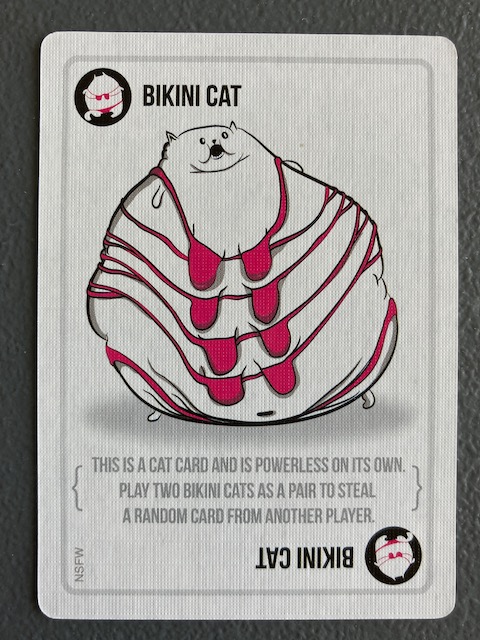 BIKINI CAT
THIS IS A CAT CARD AND IS POWERLESS ON ITS OWN.
PLAY TWO BIKINI CATS AS A PAIR TO STEAL
A RANDOM CARD FROM ANOTHER PLAYER.
NSFW
BIKINI CAT